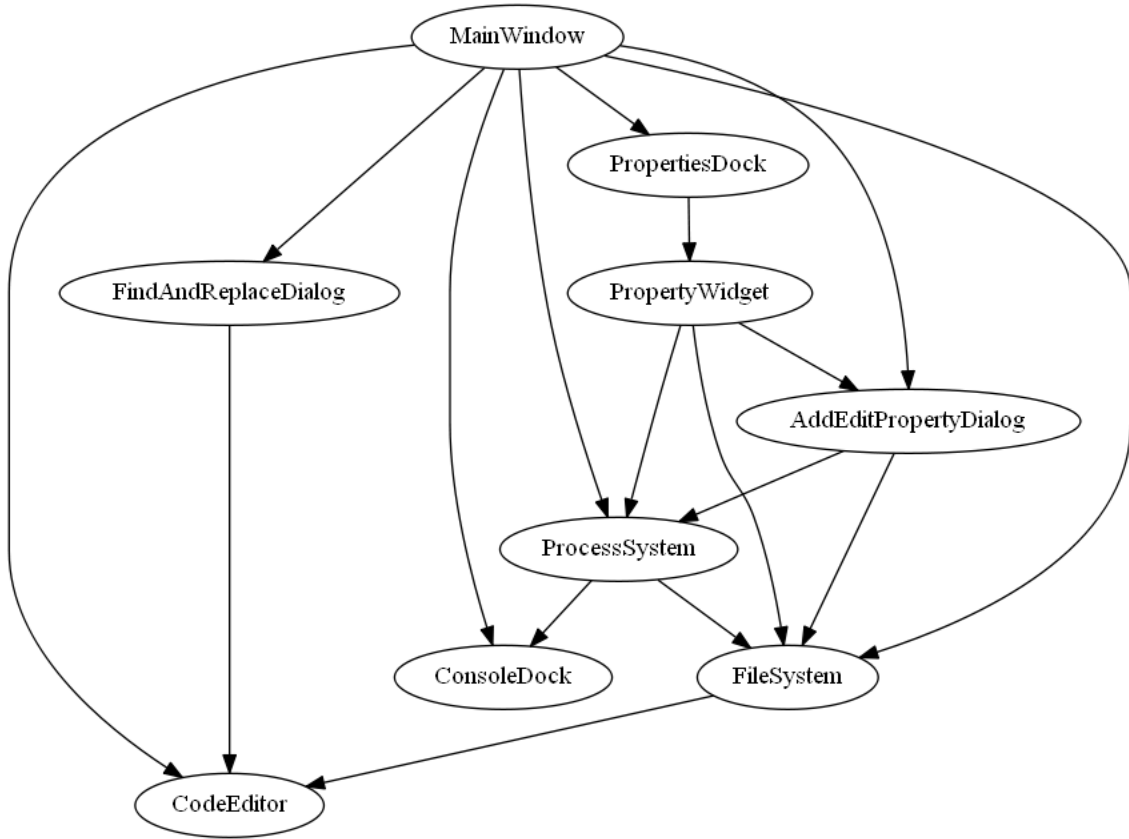 MainWindow
PropertiesDock
FindAndReplaceDialog
PropertyWidget
AddEditPropertyDialog
ProcessSystem
ConsoleDock
FileSystem
CodeEditor